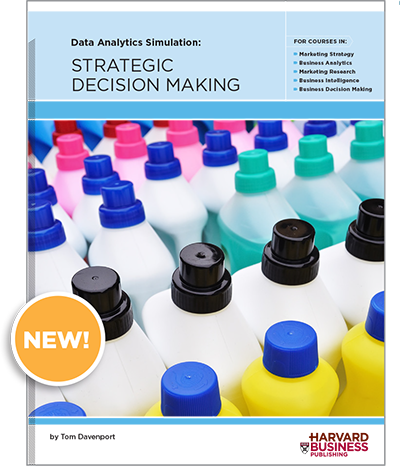 Data Analytics Simulation:
STRATEGIC
DECISION MAKING
FOR COURSES IN:
Marketing Strategy
Business Analytics
Marketing Research
Business Intelligence
Business Decision Making
NEW!
by Tom Davenport
HARVARD
BUSINESS
PUBLISHING